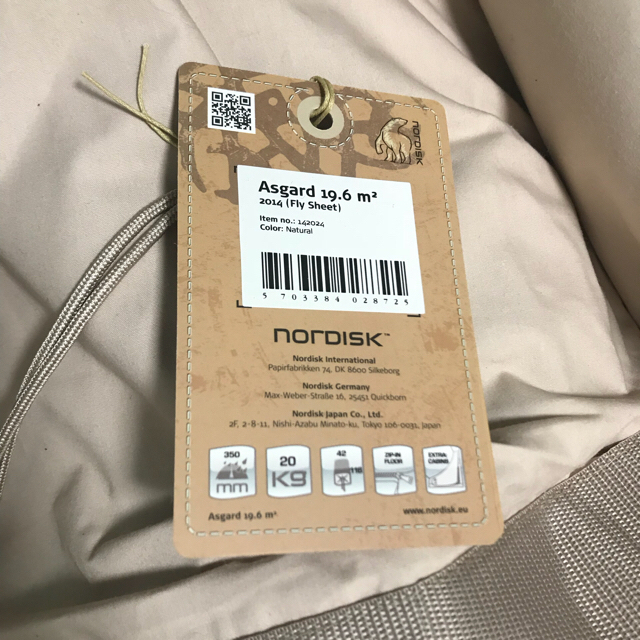 NORDISK
Asgard 19.6 m²
2014 (Fly Sheet)
Item no.: 142024
Color: Natural
5 703384 028725
NORDISK™
Nordisk International
Papirfabrikken 74, DK 8600 Silkeborg
Nordisk Germany
Max-Weber-Straße 16, 25451 Quickborn
Nordisk Japan Co., Ltd.
2F, 2-8-11, Nishi-Azabu Minato-ku, Tokyo 106-0031, Japan
350
mm
20
KG
42
116
ZIP-IN
FLOOR
EXTRA
CABINS
Asgard 19.6 m²
www.nordisk.eu